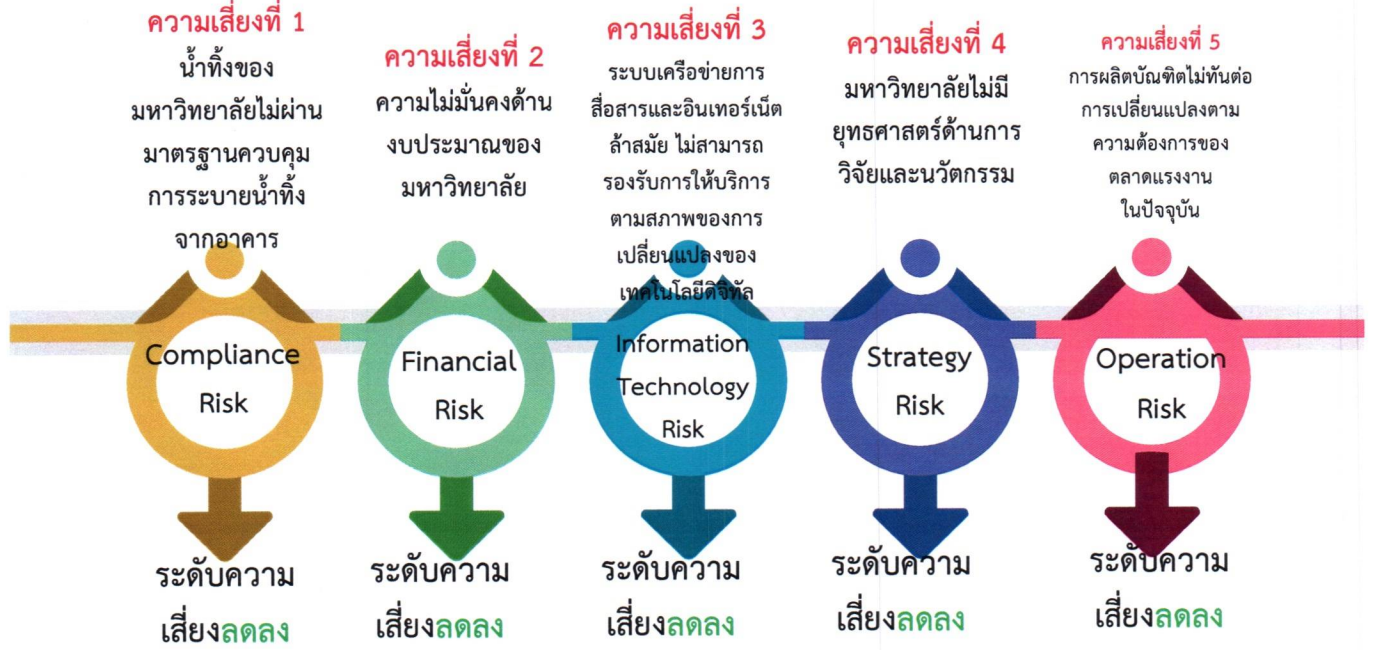 ความเสี่ยงที่ 1
น้ำทิ้งของ
มหาวิทยาลัยไม่ผ่าน
มาตรฐานควบคุม
การระบายน้ำทิ้ง
จากอาคาร
Compliance
Risk
ระดับความ
เสี่ยงลดลง
ความเสี่ยงที่ 2
ความไม่มั่นคงด้าน
งบประมาณของ
มหาวิทยาลัย
Financial
Risk
ระดับความ
เสี่ยงลดลง
ความเสี่ยงที่ 3
ระบบเครือข่ายการ
สื่อสารและอินเทอร์เน็ต
ล้าสมัย ไม่สามารถ
รองรับการให้บริการ
ตามสภาพของการ
เปลี่ยนแปลงของ
เทคโนโลยีดิจิทัล
Information
Technology
Risk
ระดับความ
เสี่ยงลดลง
ความเสี่ยงที่ 4
มหาวิทยาลัยไม่มี
ยุทธศาสตร์ด้านการ
วิจัยและนวัตกรรม
Strategy
Risk
ระดับความ
เสี่ยงลดลง
ความเสี่ยงที่ 5
การผลิตบัณฑิตไม่ทันต่อ
การเปลี่ยนแปลงตาม
ความต้องการของ
ตลาดแรงงาน
ในปัจจุบัน
Operation
Risk
ระดับความ
เสี่ยงลดลง